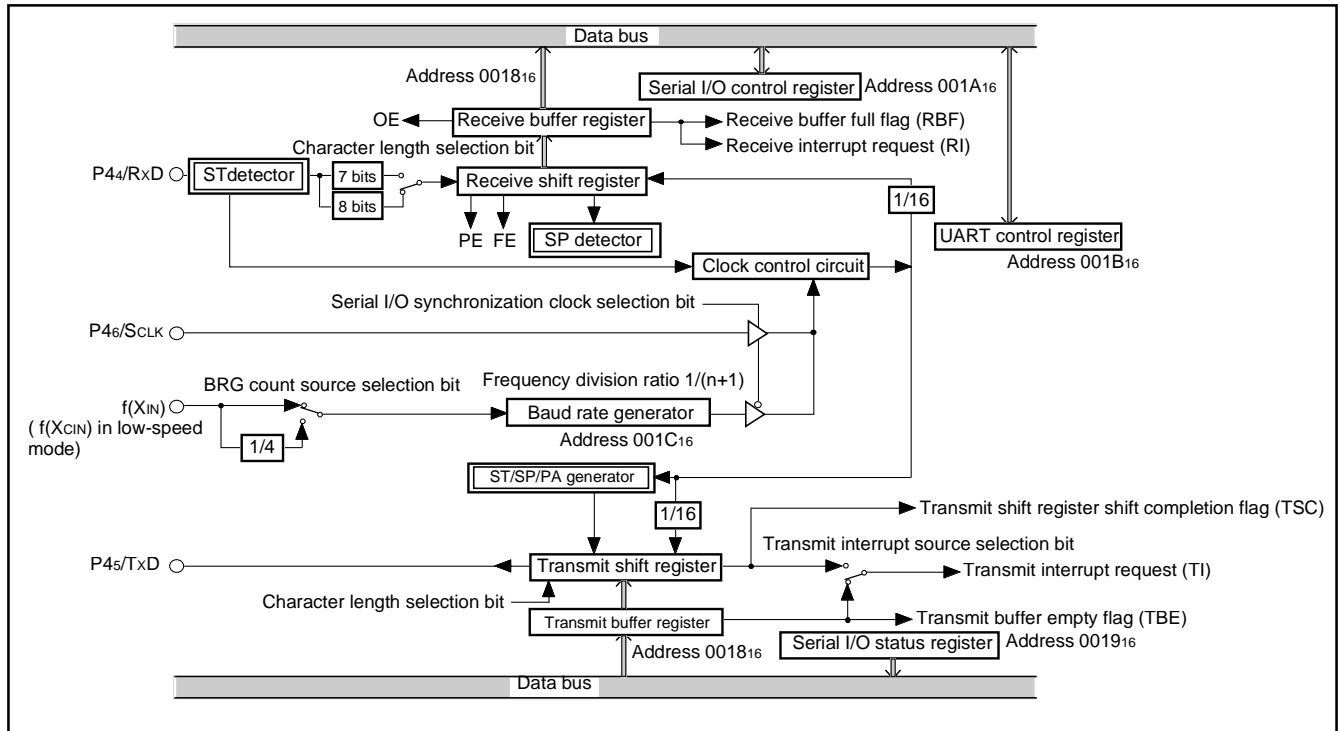 Data bus
Address 001816
Serial I/O control register
Address 001A16
OE
Receive buffer register
Receive buffer full flag (RBF)
Receive interrupt request (RI)
Character length selection bit
P44/RXD
STdetector
7 bits
8 bits
Receive shift register
1/16
PE
FE
SP detector
UART control register
Address 001B16
Clock control circuit
Serial I/O synchronization clock selection bit
P46/SCLK
BRG count source selection bit
Frequency division ratio 1/(n+1)
f(XIN)
( f(XCIN) in low-speed
mode)
1/4
Baud rate generator
Address 001C16
ST/SP/PA generator
1/16
Transmit shift register shift completion flag (TSC)
Transmit interrupt source selection bit
P45/TXD
Transmit shift register
Transmit interrupt request (TI)
Character length selection bit
Transmit buffer register
Transmit buffer empty flag (TBE)
Address 001816
Serial I/O status register
Address 001916
Data bus